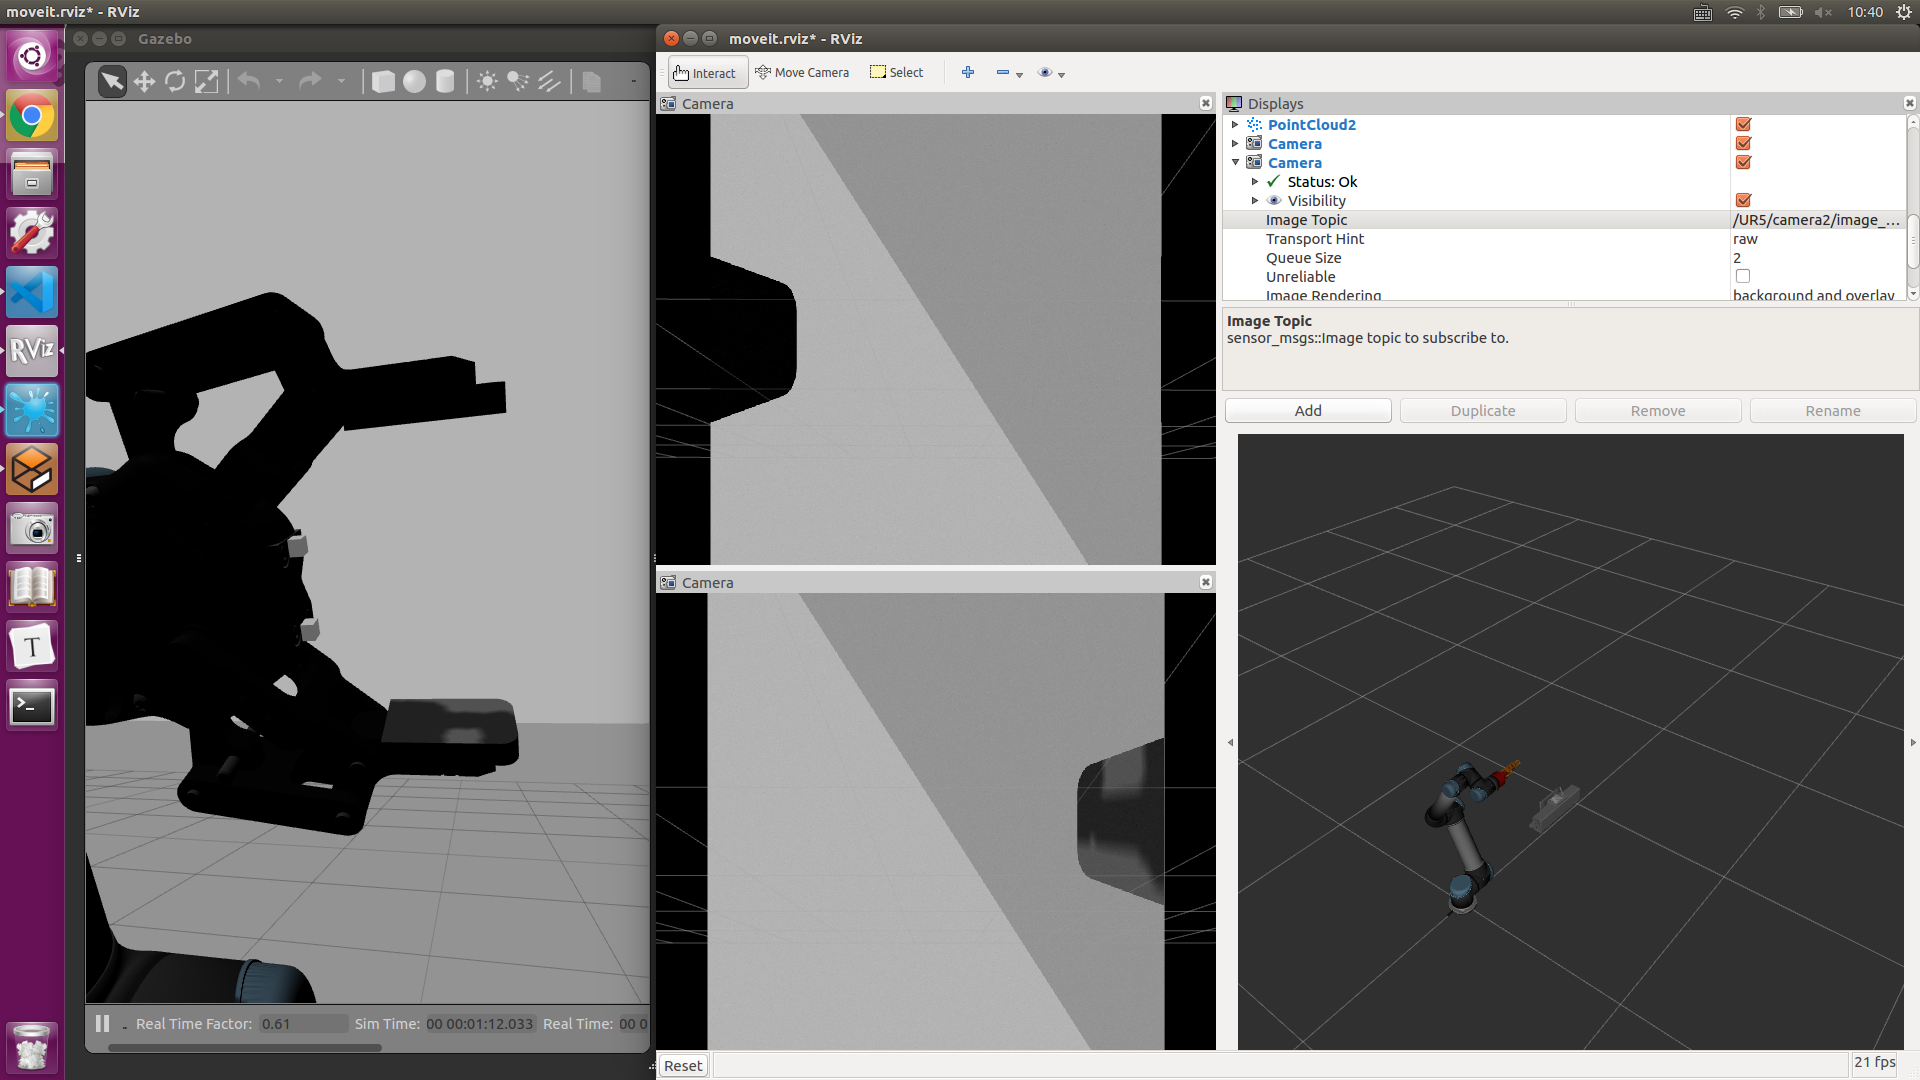 moveit.rviz* - RViz
10:40
Gazebo
moveit.rviz* - RViz
Interact
Move Camera
Select
Camera
Displays
PointCloud2
Camera
Camera
Status: Ok
Visibility
Image Topic
/UR5/camera2/image_...
Transport Hint
raw
Queue Size
2
Unreliable
Image Rendering
background and overlay
Image Topic
sensor_msgs::Image topic to subscribe to.
Add
Duplicate
Remove
Rename
RViz
Camera
T
>_
Real Time Factor:
0.61
Sim Time:
00 00:01:12.033
Real Time:
00 0
Reset
21 fps